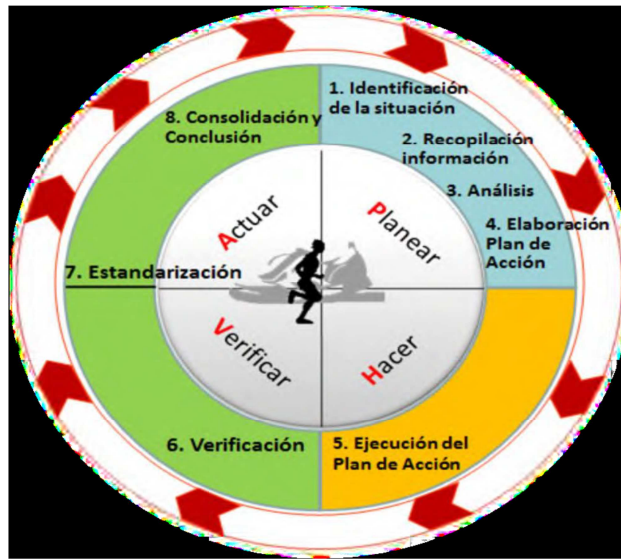 1. Identificación
de la situación
2. Recopilación
información
3. Análisis
4. Elaboración
Plan de
Acción
5. Ejecución del
Plan de Acción
6. Verificación
7. Estandarización
8. Consolidación y
Conclusión
Actuar
Planear
Verificar
Hacer